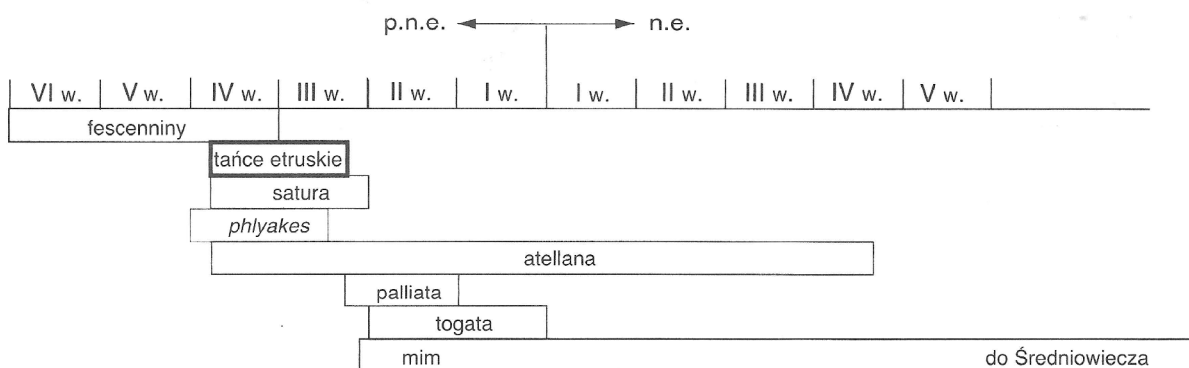 p.n.e. n.e.
VI w. V w. IV w. III w. II w. I w. I w. II w. III w. IV w. V w.
fescenniny
tańce etruskie
satura
phlyakes
atellana
palliata
togata
mim do Średniowiecza